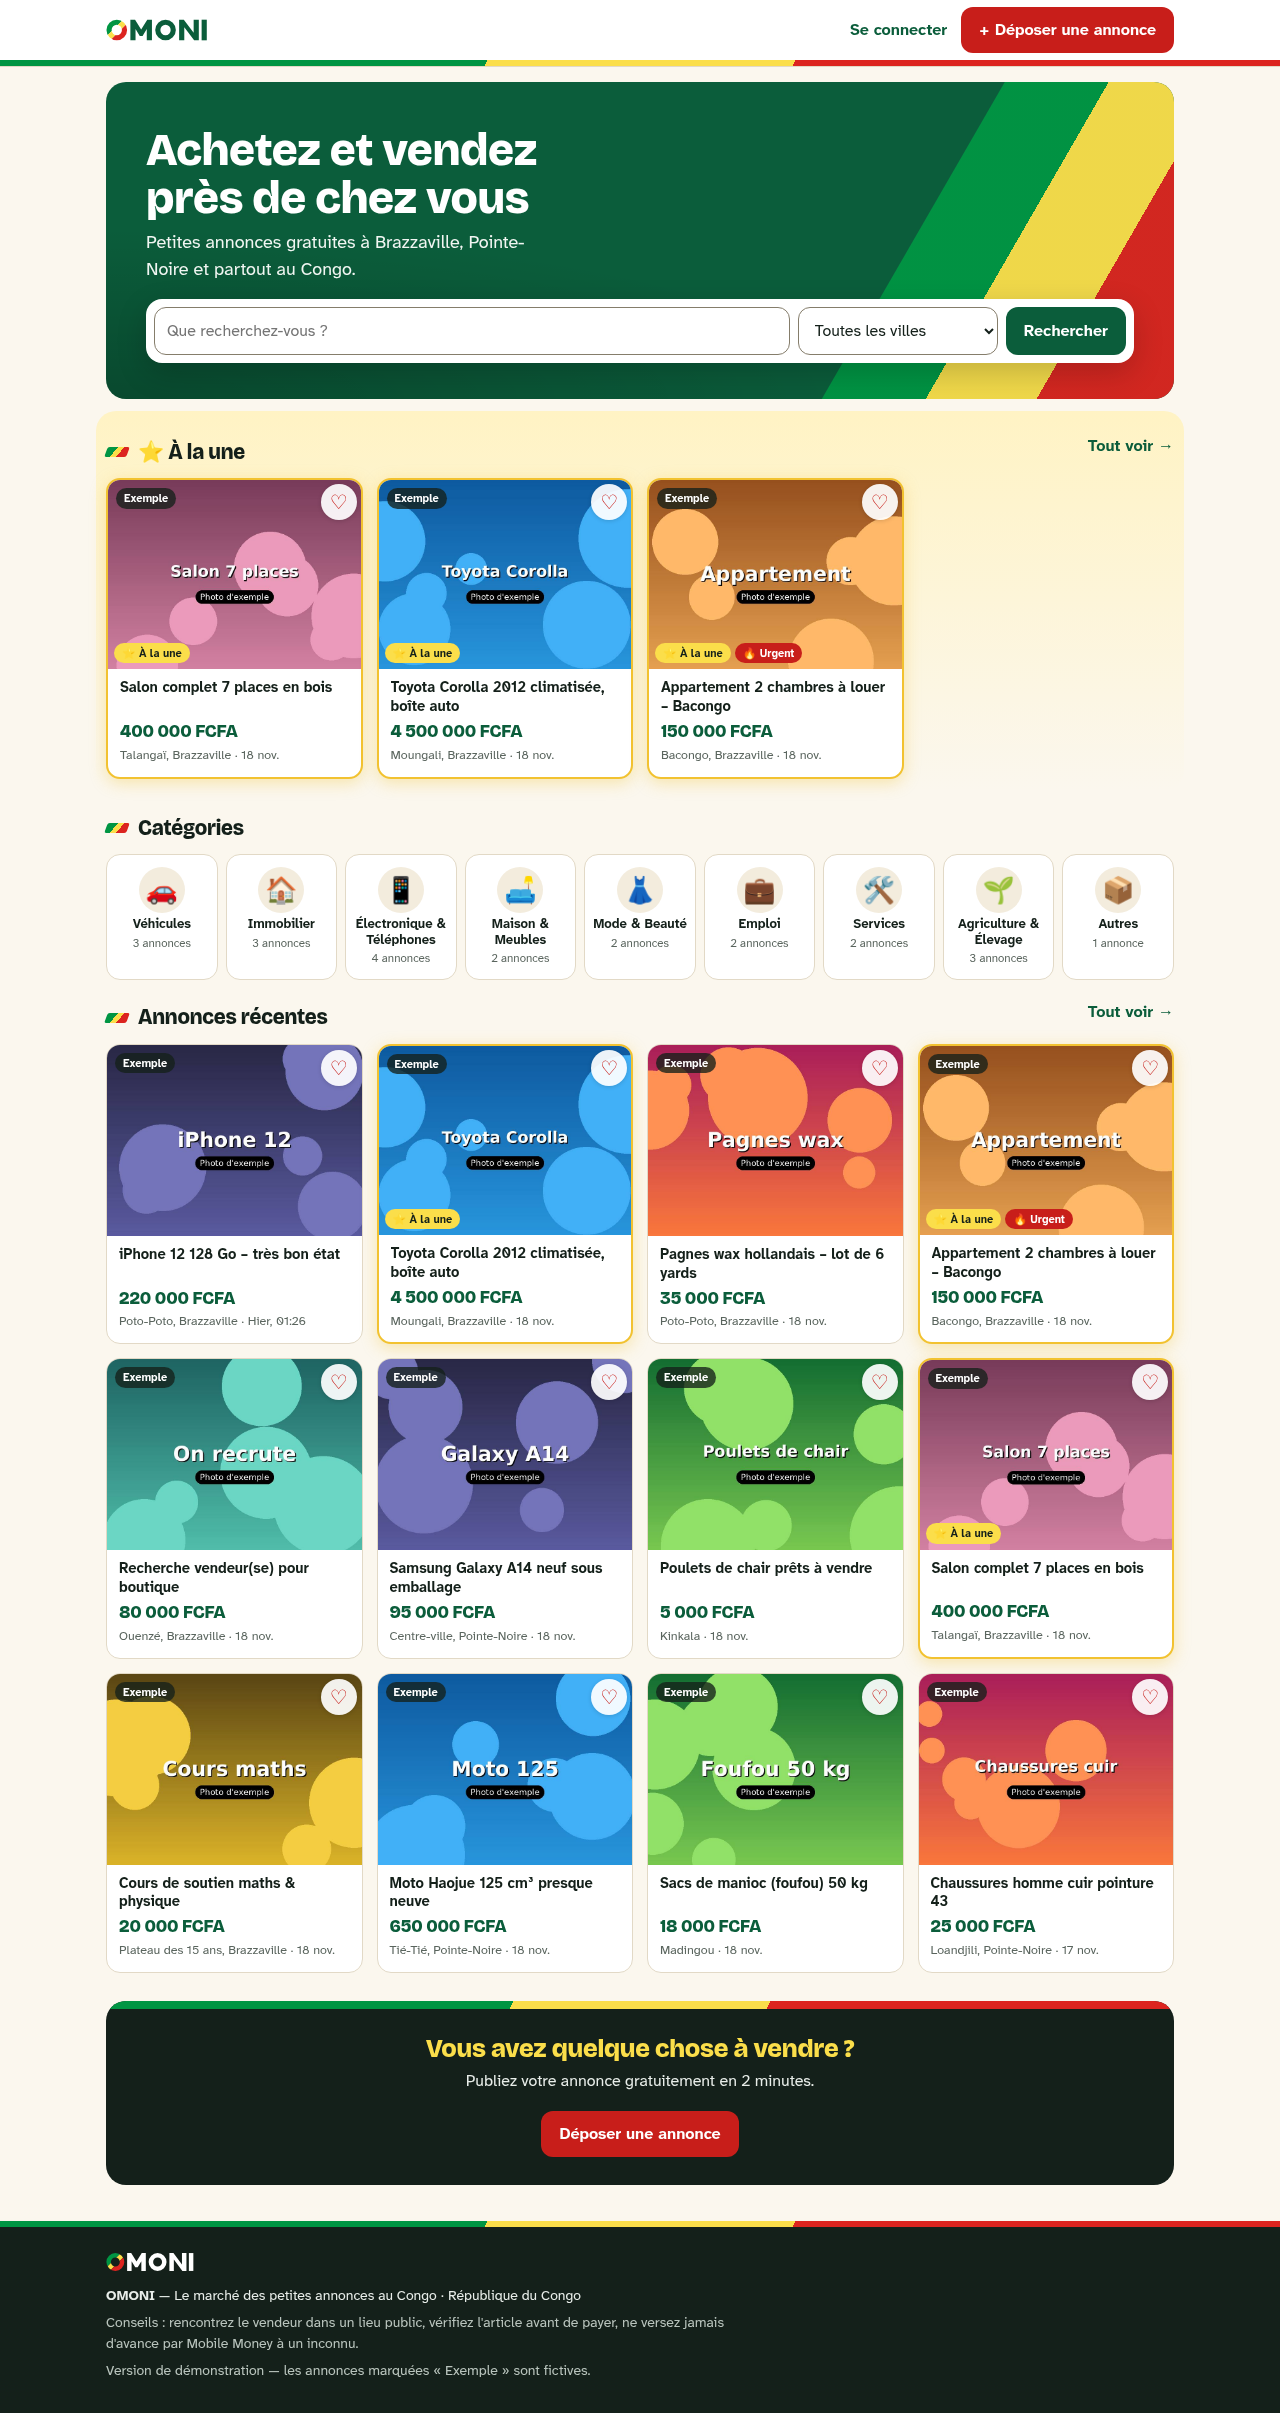 OMONI
Se connecter
+ Déposer une annonce
Achetez et vendez
près de chez vous
Petites annonces gratuites à Brazzaville, Pointe-
Noire et partout au Congo.
Que recherchez-vous ?
Toutes les villes
Rechercher
⭐ À la une
Tout voir →
Exemple
Salon 7 places
Photo d'exemple
⭐ À la une
Salon complet 7 places en bois
400 000 FCFA
Talangaï, Brazzaville · 18 nov.
Exemple
Toyota Corolla
Photo d'exemple
⭐ À la une
Toyota Corolla 2012 climatisée,
boîte auto
4 500 000 FCFA
Moungali, Brazzaville · 18 nov.
Exemple
Appartement
Photo d'exemple
⭐ À la une
🔥 Urgent
Appartement 2 chambres à louer
– Bacongo
150 000 FCFA
Bacongo, Brazzaville · 18 nov.
Catégories
Véhicules
3 annonces
Immobilier
3 annonces
Électronique &
Téléphones
4 annonces
Maison &
Meubles
2 annonces
Mode & Beauté
2 annonces
Emploi
2 annonces
Services
2 annonces
Agriculture &
Élevage
3 annonces
Autres
1 annonce
Annonces récentes
Tout voir →
Exemple
iPhone 12
Photo d'exemple
iPhone 12 128 Go – très bon état
220 000 FCFA
Poto-Poto, Brazzaville · Hier, 01:26
Exemple
Toyota Corolla
Photo d'exemple
⭐ À la une
Toyota Corolla 2012 climatisée,
boîte auto
4 500 000 FCFA
Moungali, Brazzaville · 18 nov.
Exemple
Pagnes wax
Photo d'exemple
Pagnes wax hollandais – lot de 6
yards
35 000 FCFA
Poto-Poto, Brazzaville · 18 nov.
Exemple
Appartement
Photo d'exemple
⭐ À la une
🔥 Urgent
Appartement 2 chambres à louer
– Bacongo
150 000 FCFA
Bacongo, Brazzaville · 18 nov.
Exemple
On recrute
Photo d'exemple
Recherche vendeur(se) pour
boutique
80 000 FCFA
Ouenzé, Brazzaville · 18 nov.
Exemple
Galaxy A14
Photo d'exemple
Samsung Galaxy A14 neuf sous
emballage
95 000 FCFA
Centre-ville, Pointe-Noire · 18 nov.
Exemple
Poulets de chair
Photo d'exemple
Poulets de chair prêts à vendre
5 000 FCFA
Kinkala · 18 nov.
Exemple
Salon 7 places
Photo d'exemple
⭐ À la une
Salon complet 7 places en bois
400 000 FCFA
Talangaï, Brazzaville · 18 nov.
Exemple
Cours maths
Photo d'exemple
Cours de soutien maths &
physique
20 000 FCFA
Plateau des 15 ans, Brazzaville · 18 nov.
Exemple
Moto 125
Photo d'exemple
Moto Haojue 125 cm³ presque
neuve
650 000 FCFA
Tié-Tié, Pointe-Noire · 18 nov.
Exemple
Foufou 50 kg
Photo d'exemple
Sacs de manioc (foufou) 50 kg
18 000 FCFA
Madingou · 18 nov.
Exemple
Chaussures cuir
Photo d'exemple
Chaussures homme cuir pointure
43
25 000 FCFA
Loandjili, Pointe-Noire · 17 nov.
Vous avez quelque chose à vendre ?
Publiez votre annonce gratuitement en 2 minutes.
Déposer une annonce
OMONI
OMONI — Le marché des petites annonces au Congo · République du Congo
Conseils : rencontrez le vendeur dans un lieu public, vérifiez l'article avant de payer, ne versez jamais
d'avance par Mobile Money à un inconnu.
Version de démonstration — les annonces marquées « Exemple » sont fictives.